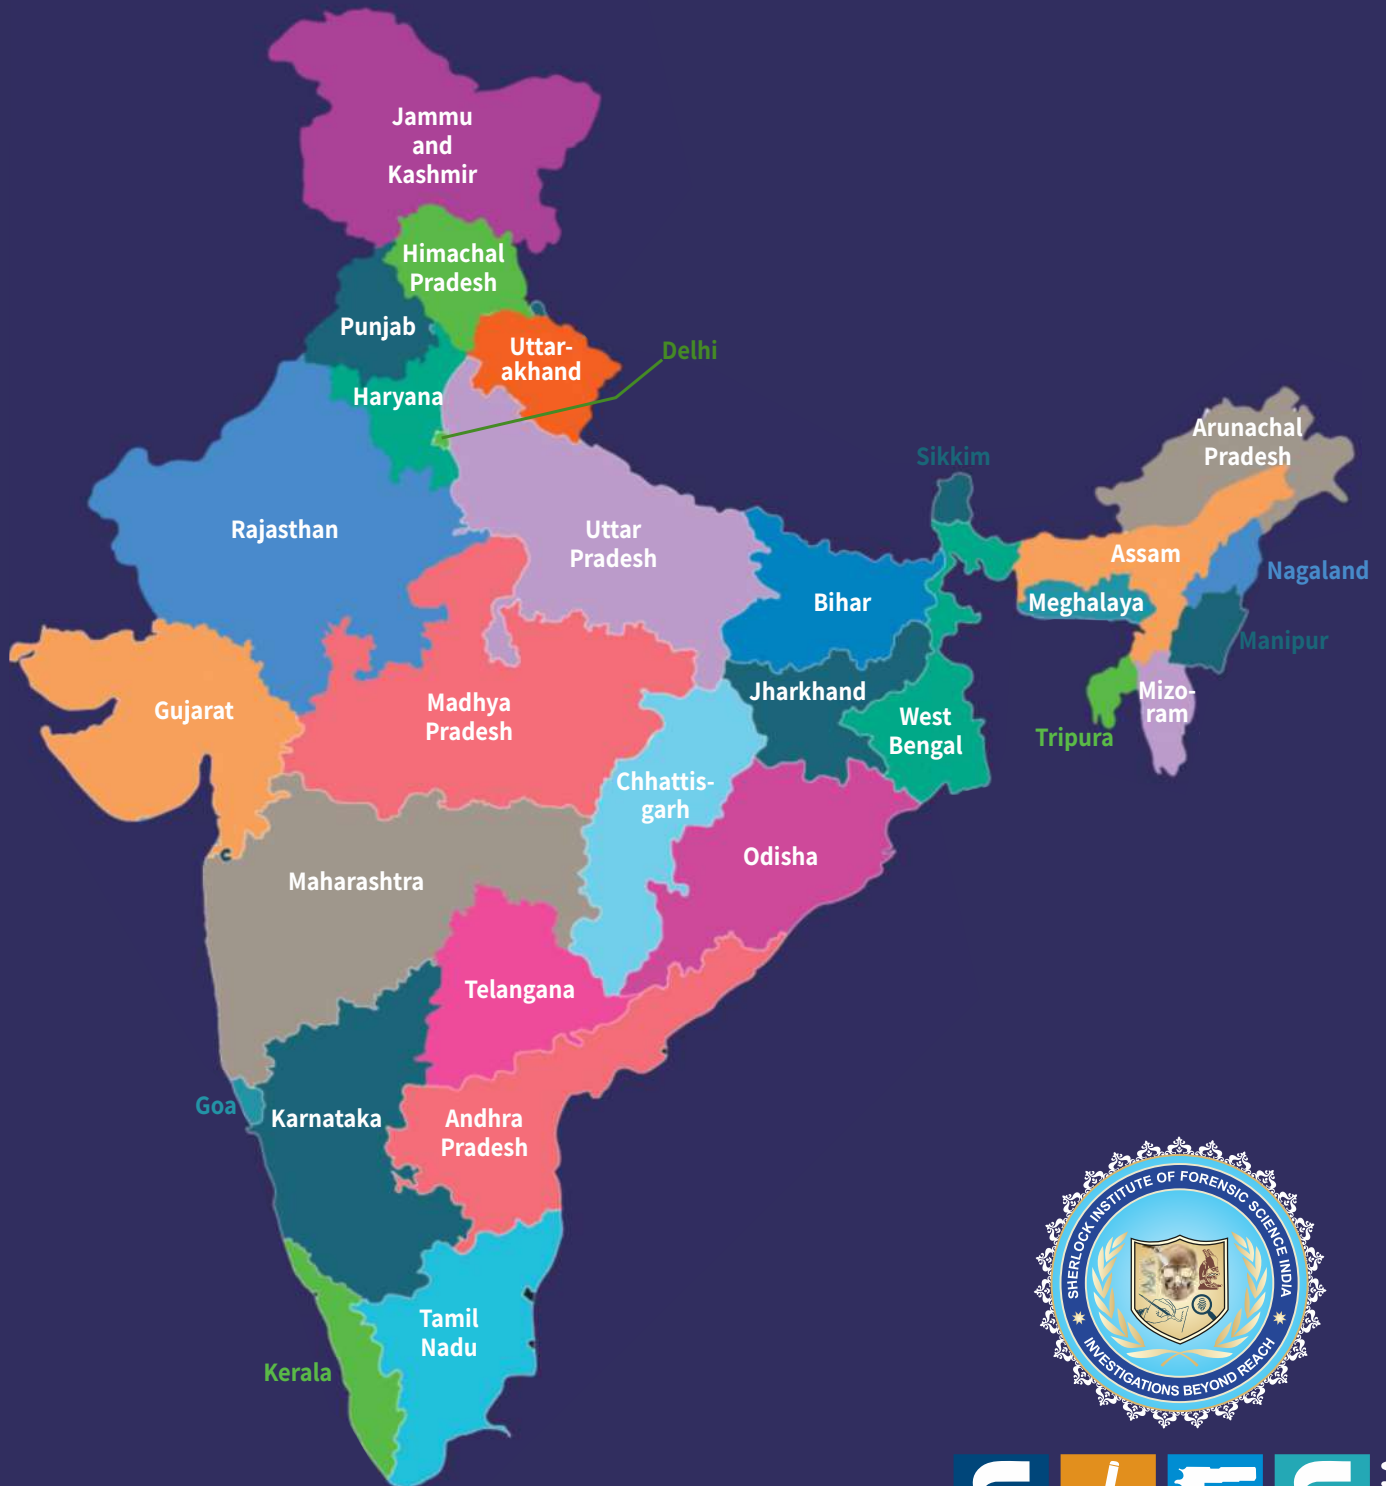 Jammu
and
Kashmir
Himachal
Pradesh
Punjab
Uttar-
akhand
Delhi
Haryana
Arunachal
Pradesh
Sikkim
Rajasthan
Uttar
Pradesh
Assam
Nagaland
Bihar
Meghalaya
Manipur
Jharkhand
Mizo-
ram
Gujarat
Madhya
Pradesh
West
Bengal
Tripura
Chhattis-
garh
Odisha
Maharashtra
Telangana
Goa
Karnataka
Andhra
Pradesh
Tamil
Nadu
Kerala
SHERLOCK INSTITUTE OF FORENSIC SCIENCE INDIA
INVESTIGATIONS BEYOND REACH